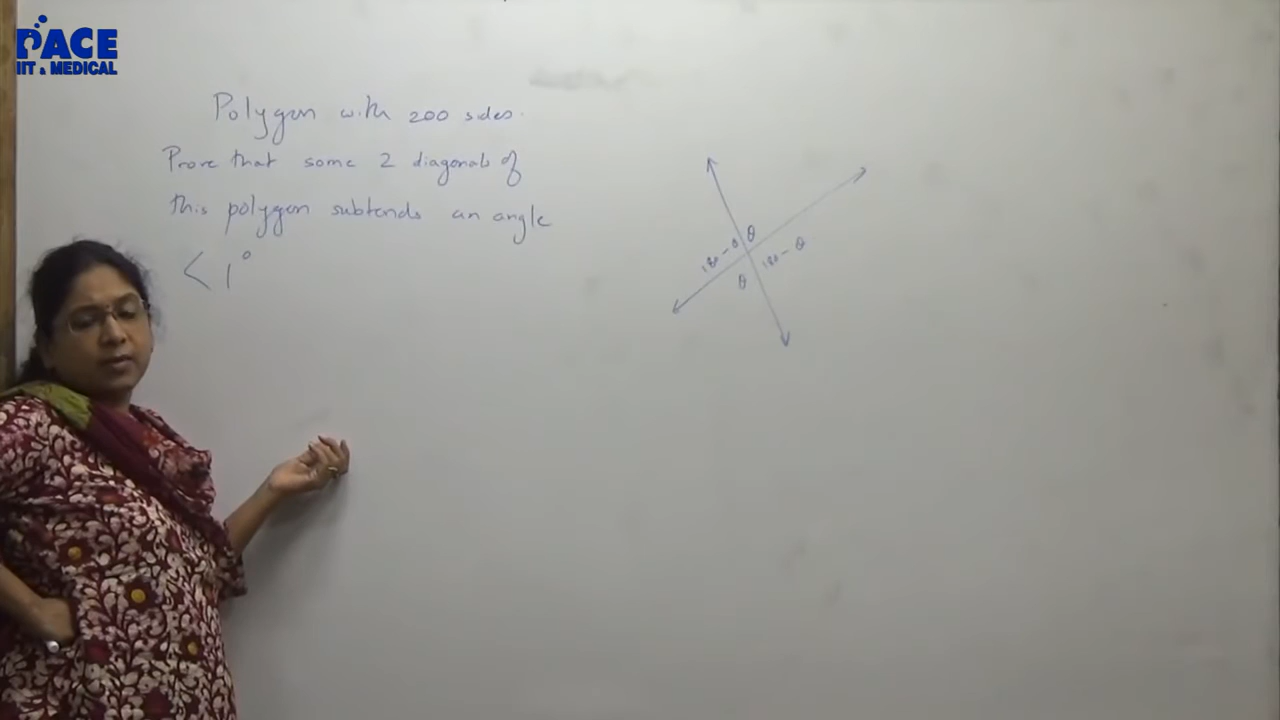 PACE
IIT & MEDICAL
Polygon with 200 sides.
Prove that some 2 diagonals of
this polygon subtends an angle
< 1°
180 - θ θ
θ 180 - θ